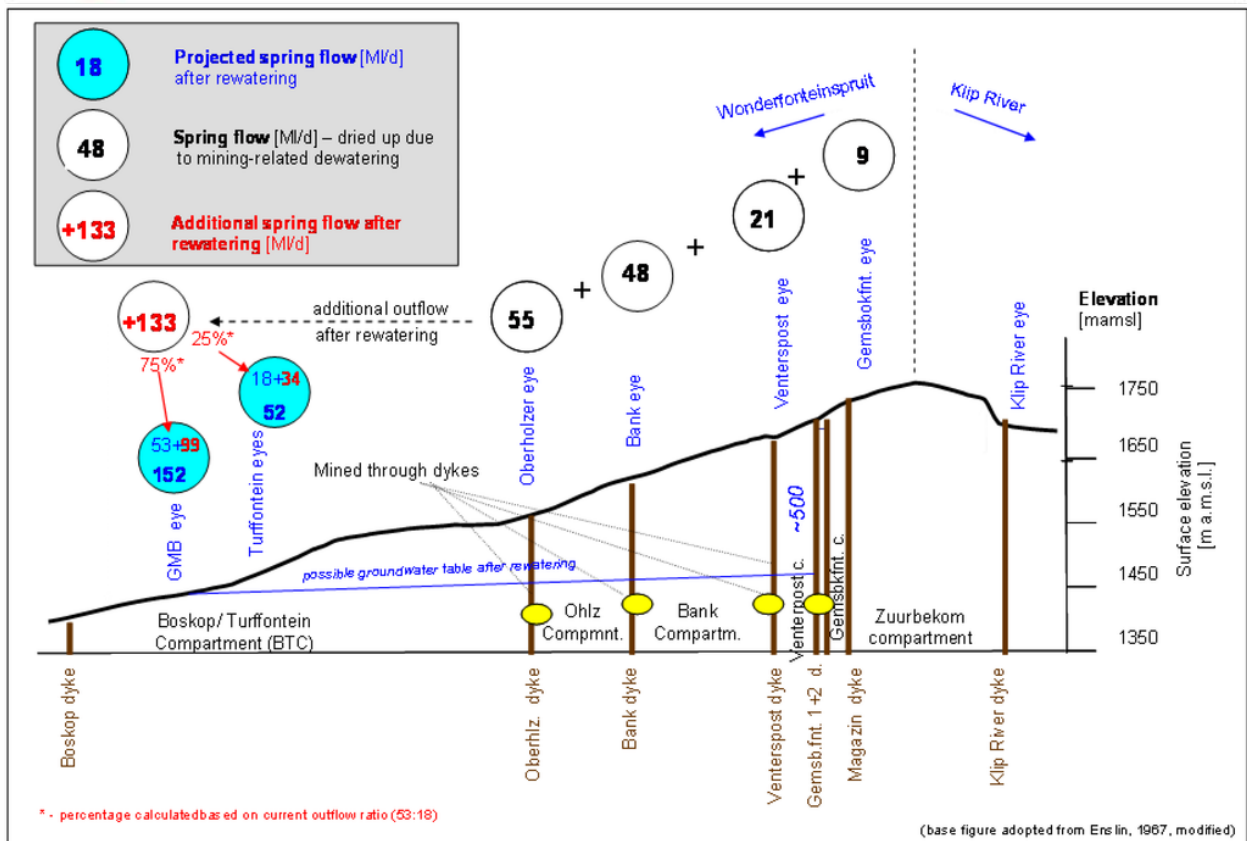 18
Projected spring flow [Ml/d]
after rewatering
48
Spring flow [Ml/d] – dried up due
to mining-related dewatering
+133
Additional spring flow after
rewatering [Ml/d]
Wonderfonteinspruit
Klip River
9
+
21
+
48
+
55
additional outflow
after rewatering
+133
25%*
75%*
18+34
52
53+99
152
GMB eye
Turffontein eyes
Oberholzer eye
Bank eye
Venterspost eye
Gemsbokfnt. eye
Klip River eye
Elevation
[mamsl]
1750
1650
1550
1450
1350
Surface elevation
[m a.m.s.l.]
Mined through dykes
~500
possible groundwater table after rewatering
Boskop/ Turffontein
Compartment (BTC)
Ohlz
Compmnt.
Bank
Compartm.
Venterpost c.
Gemsbkfnt. c.
Zuurbekom
compartment
Boskop dyke
Oberhlz. dyke
Bank dyke
Venterspost dyke
Gemsb.fnt. 1+2 d.
Magazin dyke
Klip River dyke
* - percentage calculatedbased on current outflow ratio (53:18)
(base figure adopted from Enslin, 1967, modified)